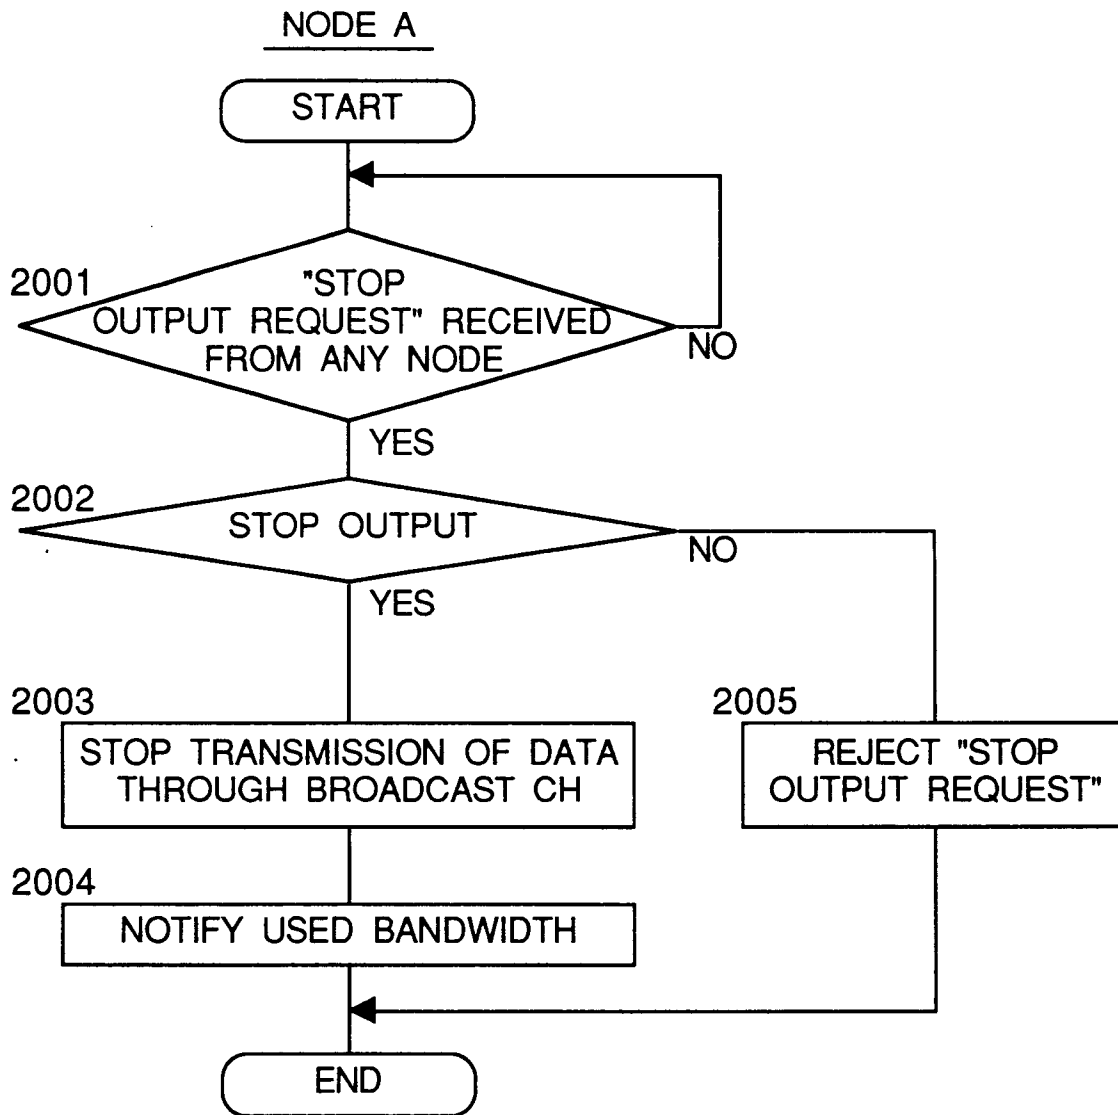 NODE A
START
2001
"STOP
OUTPUT REQUEST" RECEIVED
FROM ANY NODE
NO
YES
2002
STOP OUTPUT
NO
YES
2003
STOP TRANSMISSION OF DATA
THROUGH BROADCAST CH
2005
REJECT "STOP
OUTPUT REQUEST"
2004
NOTIFY USED BANDWIDTH
END